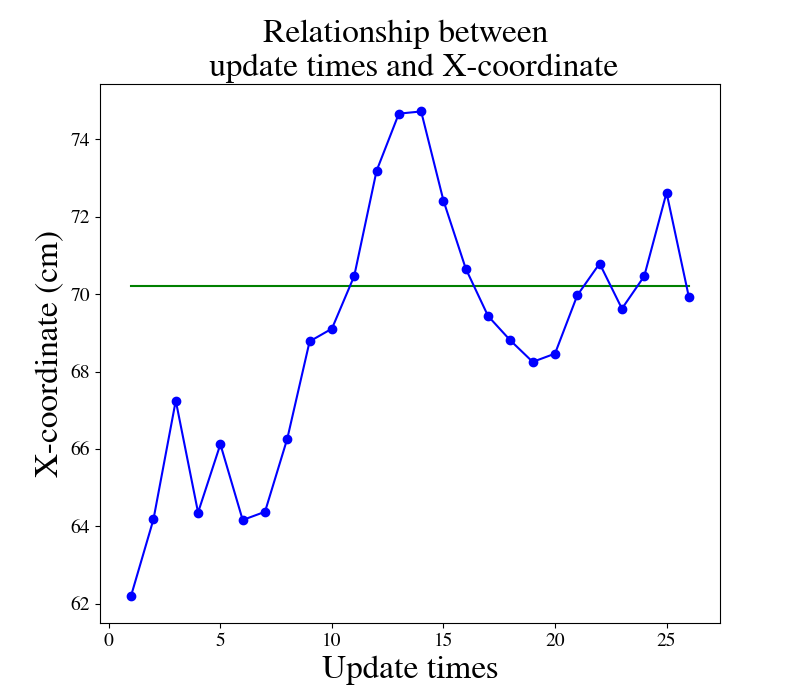 Relationship between
update times and X-coordinate
X-coordinate (cm)
74
72
70
68
66
64
62
0 5 10 15 20 25
Update times